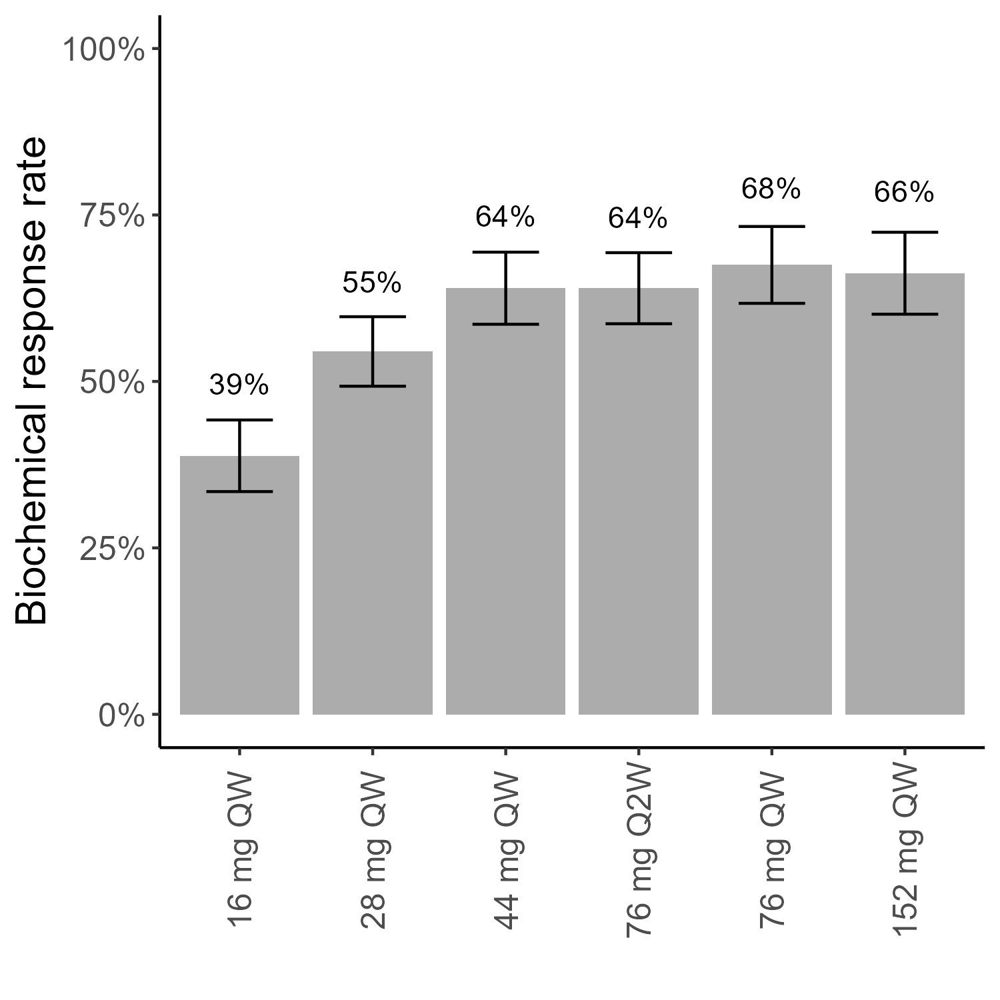 Biochemical response rate
100%
75%
50%
25%
0%
39%
55%
64%
64%
68%
66%
16 mg QW
28 mg QW
44 mg QW
76 mg Q2W
76 mg QW
152 mg QW